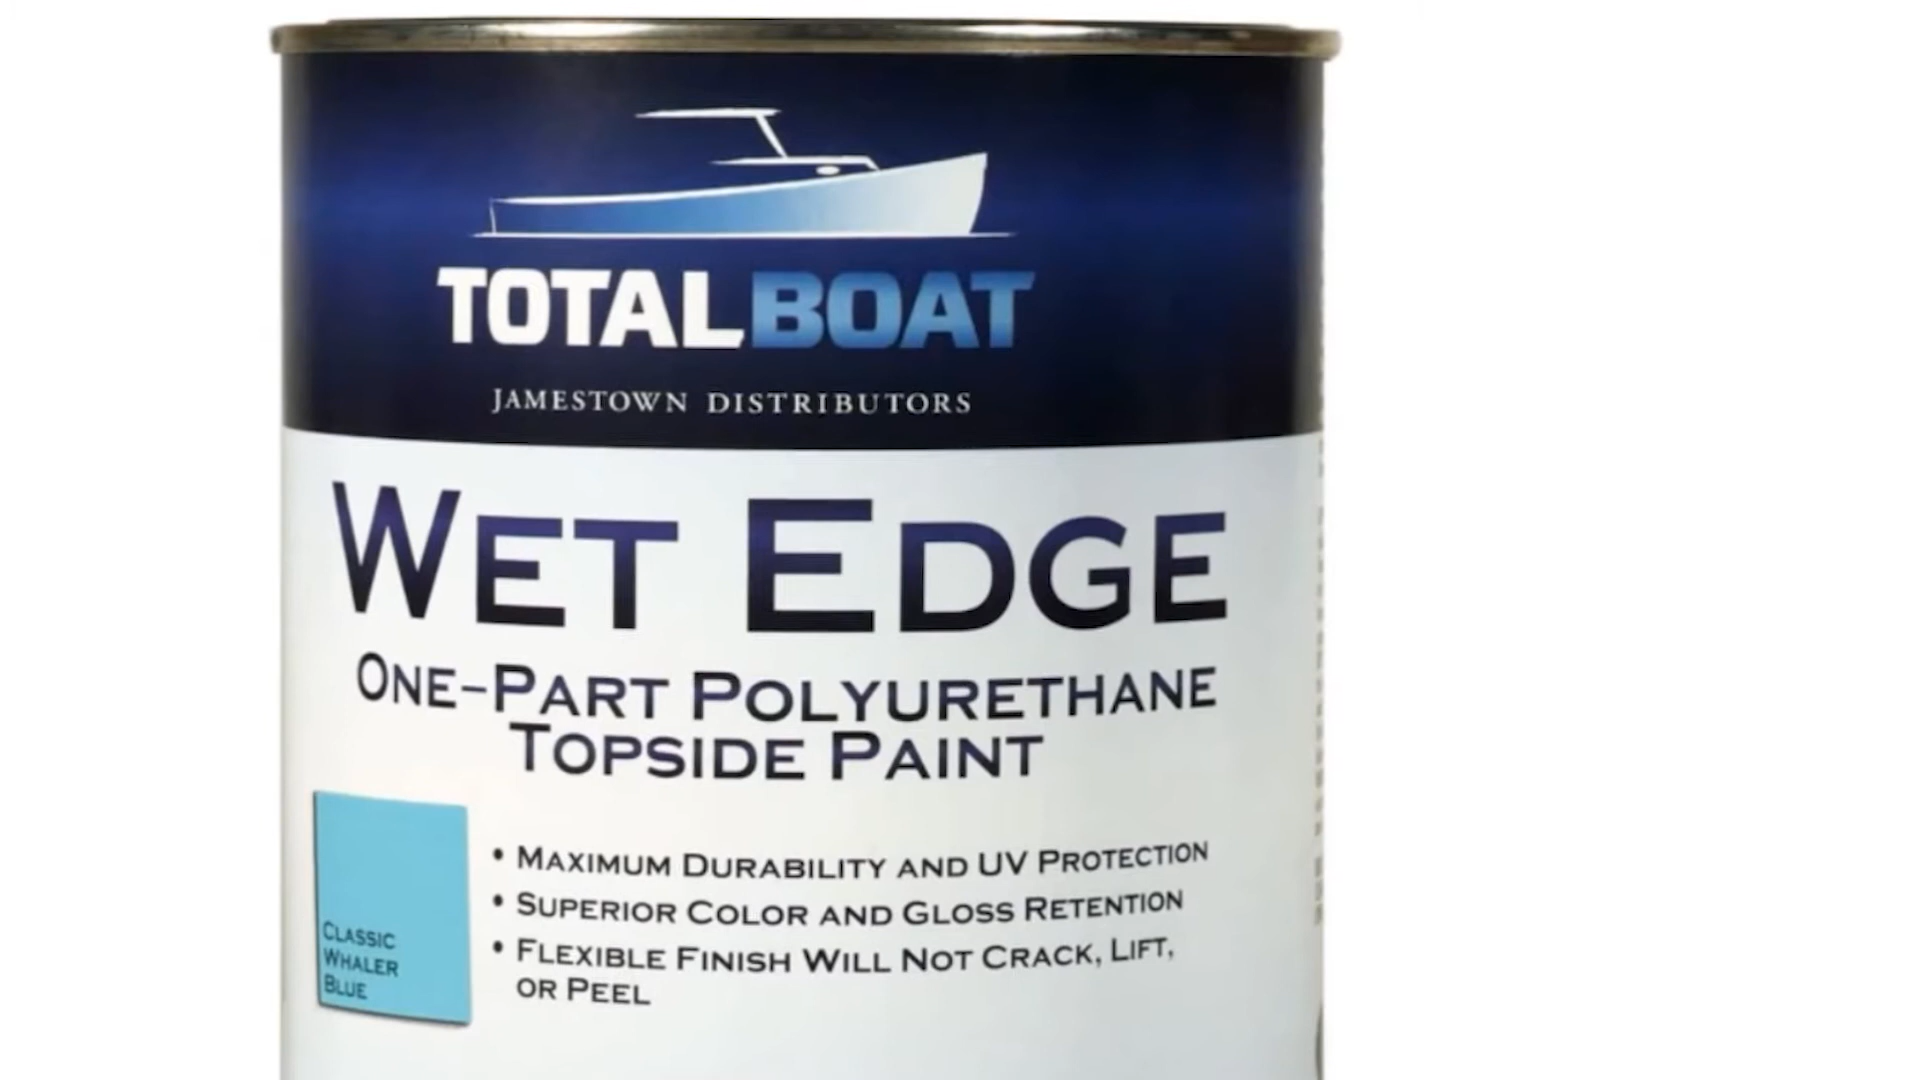 TOTALBOAT
JAMESTOWN DISTRIBUTORS
WET EDGE
ONE-PART POLYURETHANE
TOPSIDE PAINT
• MAXIMUM DURABILITY AND UV PROTECTION
• SUPERIOR COLOR AND GLOSS RETENTION
• FLEXIBLE FINISH WILL NOT CRACK, LIFT,
OR PEEL
CLASSIC
WHALER
BLUE